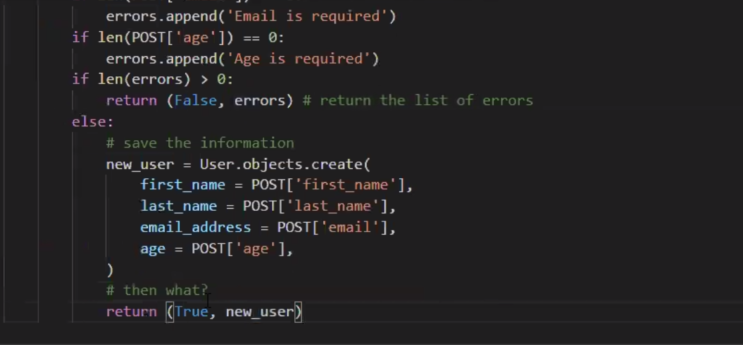 errors.append('Email is required')
if len(POST['age']) == 0:
errors.append('Age is required')
if len(errors) > 0:
return (False, errors) # return the list of errors
else:
# save the information
new_user = User.objects.create(
first_name = POST['first_name'],
last_name = POST['last_name'],
email_address = POST['email'],
age = POST['age'],
)
# then what?
return (True, new_user)